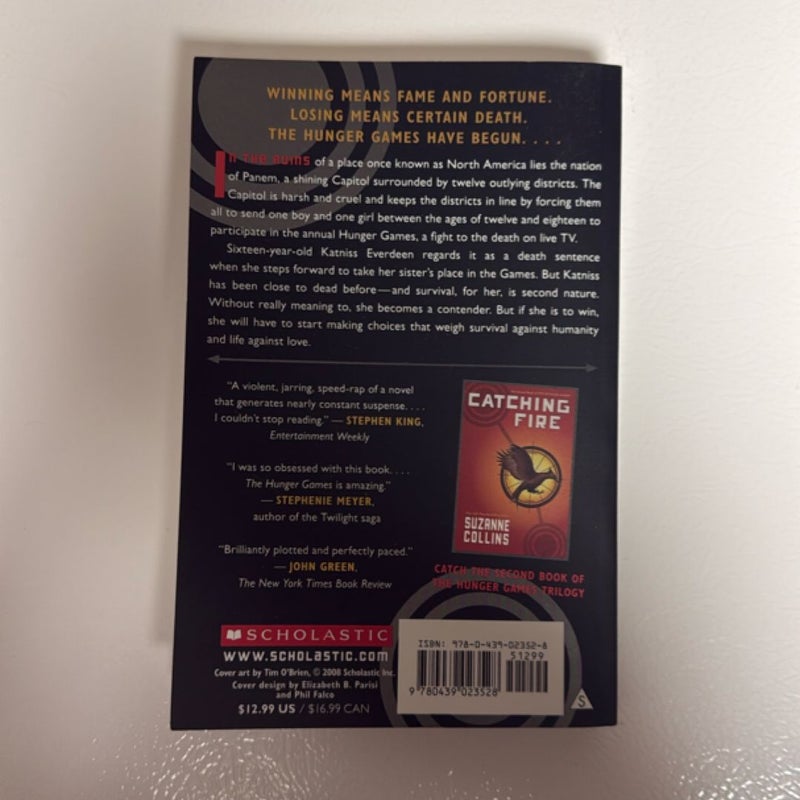 WINNING MEANS FAME AND FORTUNE.
LOSING MEANS CERTAIN DEATH.
THE HUNGER GAMES HAVE BEGUN. . . .
IN THE RUINS of a place once known as North America lies the nation
of Panem, a shining Capitol surrounded by twelve outlying districts. The
Capitol is harsh and cruel and keeps the districts in line by forcing them
all to send one boy and one girl between the ages of twelve and eighteen to
participate in the annual Hunger Games, a fight to the death on live TV.
Sixteen-year-old Katniss Everdeen regards it as a death sentence
when she steps forward to take her sister's place in the Games. But Katniss
has been close to dead before—and survival, for her, is second nature.
Without really meaning to, she becomes a contender. But if she is to win,
she will have to start making choices that weigh survival against humanity
and life against love.
"A violent, jarring, speed-rap of a novel
that generates nearly constant suspense. . . .
I couldn't stop reading." — STEPHEN KING,
Entertainment Weekly
"I was so obsessed with this book. . . .
The Hunger Games is amazing."
— STEPHENIE MEYER,
author of the Twilight saga
"Brilliantly plotted and perfectly paced."
— JOHN GREEN,
The New York Times Book Review
CATCHING
FIRE
SUZANNE
COLLINS
CATCH THE SECOND BOOK OF
THE HUNGER GAMES TRILOGY
SCHOLASTIC
WWW.SCHOLASTIC.COM
Cover art by Tim O'Brien, © 2008 Scholastic Inc.
Cover design by Elizabeth B. Parisi
and Phil Falco
$12.99 US / $16.99 CAN
ISBN: 978-0-439-02352-8
51299
9 780439 023528
S